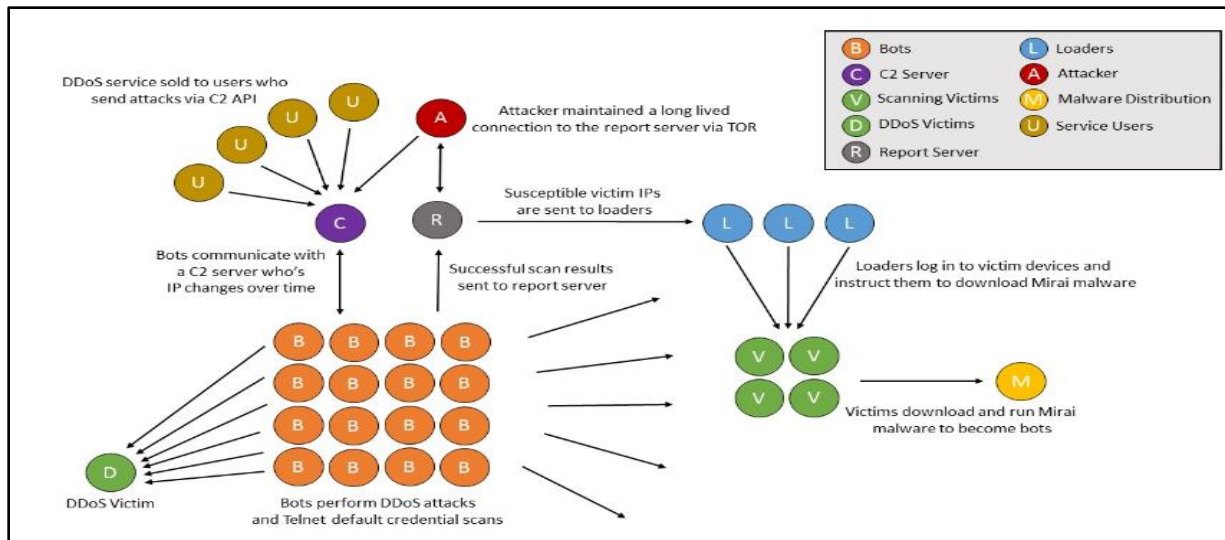 DDoS service sold to users who
send attacks via C2 API
U
U
U
U
A
Attacker maintained a long lived
connection to the report server via TOR
B Bots
L Loaders
C C2 Server
A Attacker
V Scanning Victims
M Malware Distribution
D DDoS Victims
U Service Users
R Report Server
C
R
Susceptible victim IPs
are sent to loaders
L L L
Bots communicate with
a C2 server who's
IP changes over time
Successful scan results
sent to report server
Loaders log in to victim devices and
instruct them to download Mirai malware
B B B B
B B B B
B B B B
B B B B
V V
V V
M
Victims download and run Mirai
malware to become bots
D
DDoS Victim
Bots perform DDoS attacks
and Telnet default credential scans